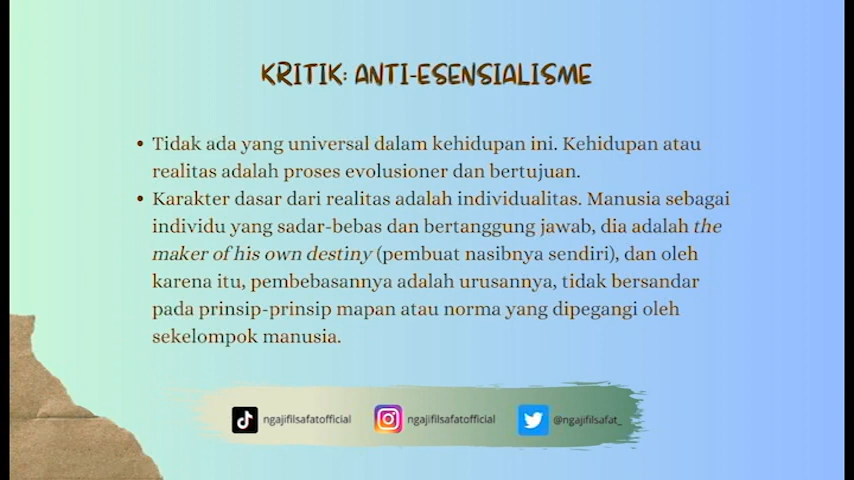 KRITIK: ANTI-ESENSIALISME
• Tidak ada yang universal dalam kehidupan ini. Kehidupan atau
realitas adalah proses evolusioner dan bertujuan.
• Karakter dasar dari realitas adalah individualitas. Manusia sebagai
individu yang sadar-bebas dan bertanggung jawab, dia adalah the
maker of his own destiny (pembuat nasibnya sendiri), dan oleh
karena itu, pembebasannya adalah urusannya, tidak bersandar
pada prinsip-prinsip mapan atau norma yang dipegangi oleh
sekelompok manusia.
ngajifilsafatofficial ngajifilsafatofficial @ngajifilsafat_